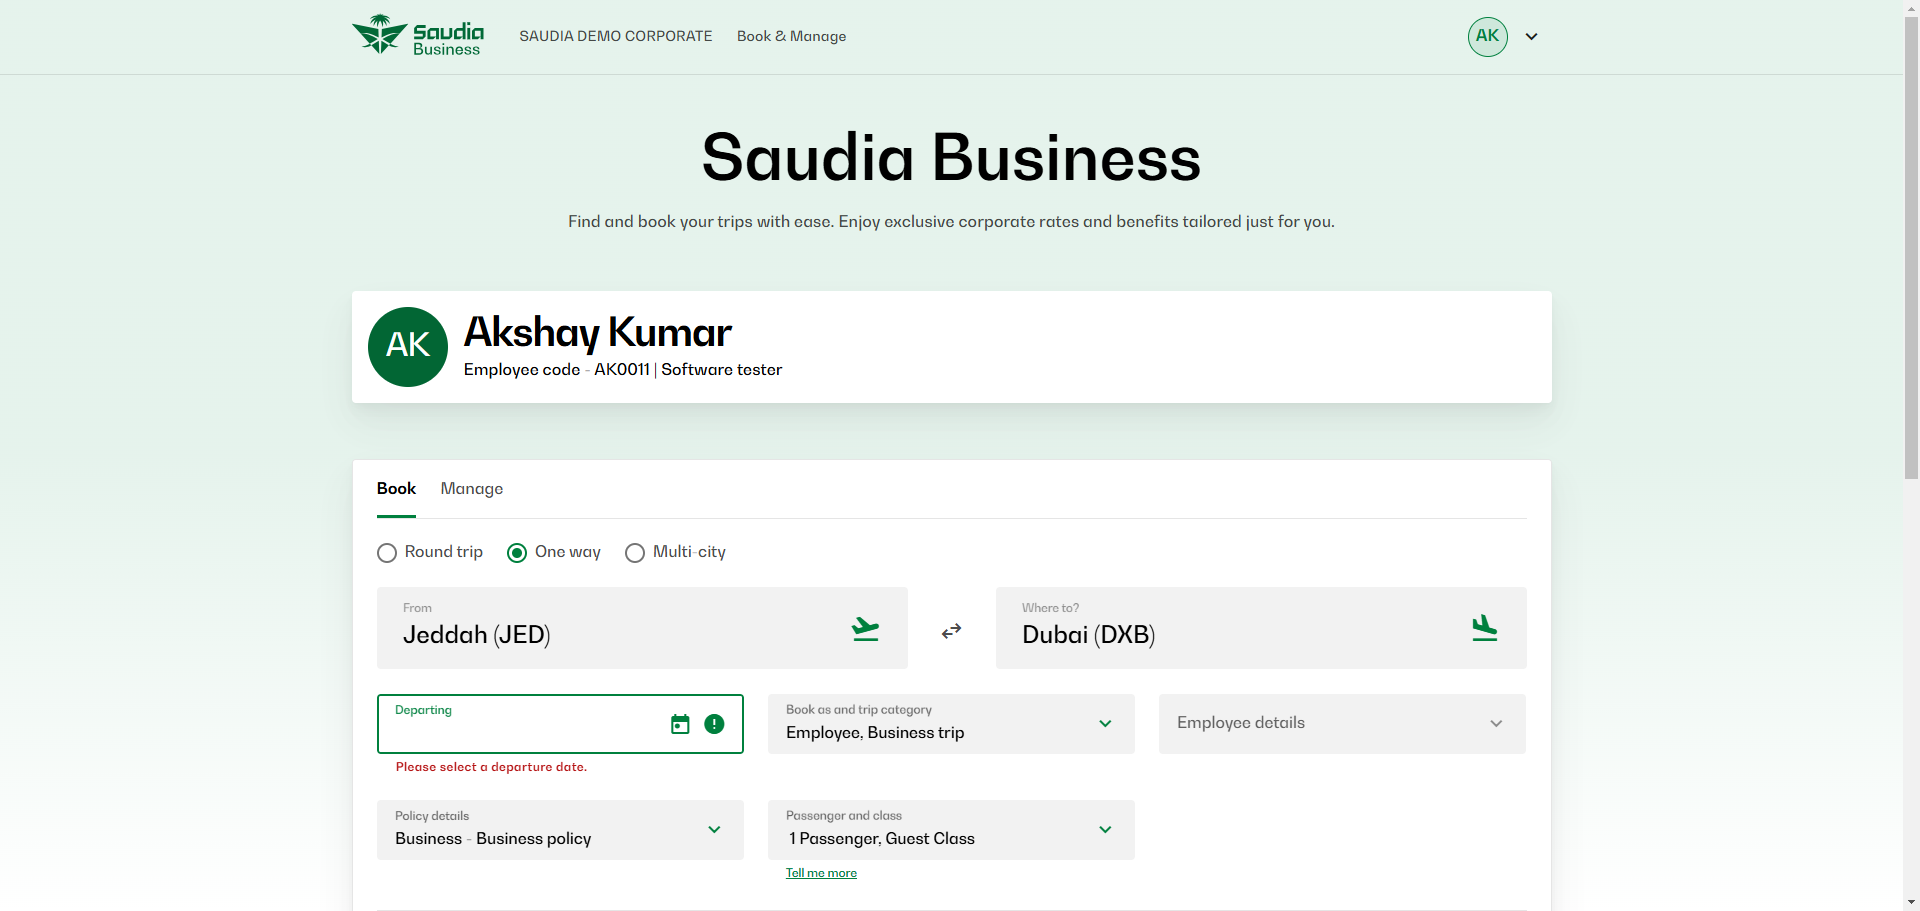 Saudia
Business
SAUDIA DEMO CORPORATE
Book & Manage
AK
Saudia Business
Find and book your trips with ease. Enjoy exclusive corporate rates and benefits tailored just for you.
AK
Akshay Kumar
Employee code - AK0011 | Software tester
Book
Manage
Round trip
One way
Multi-city
From
Jeddah (JED)
Where to?
Dubai (DXB)
Departing
Please select a departure date.
Book as and trip category
Employee, Business trip
Employee details
Policy details
Business - Business policy
Passenger and class
1 Passenger, Guest Class
Tell me more